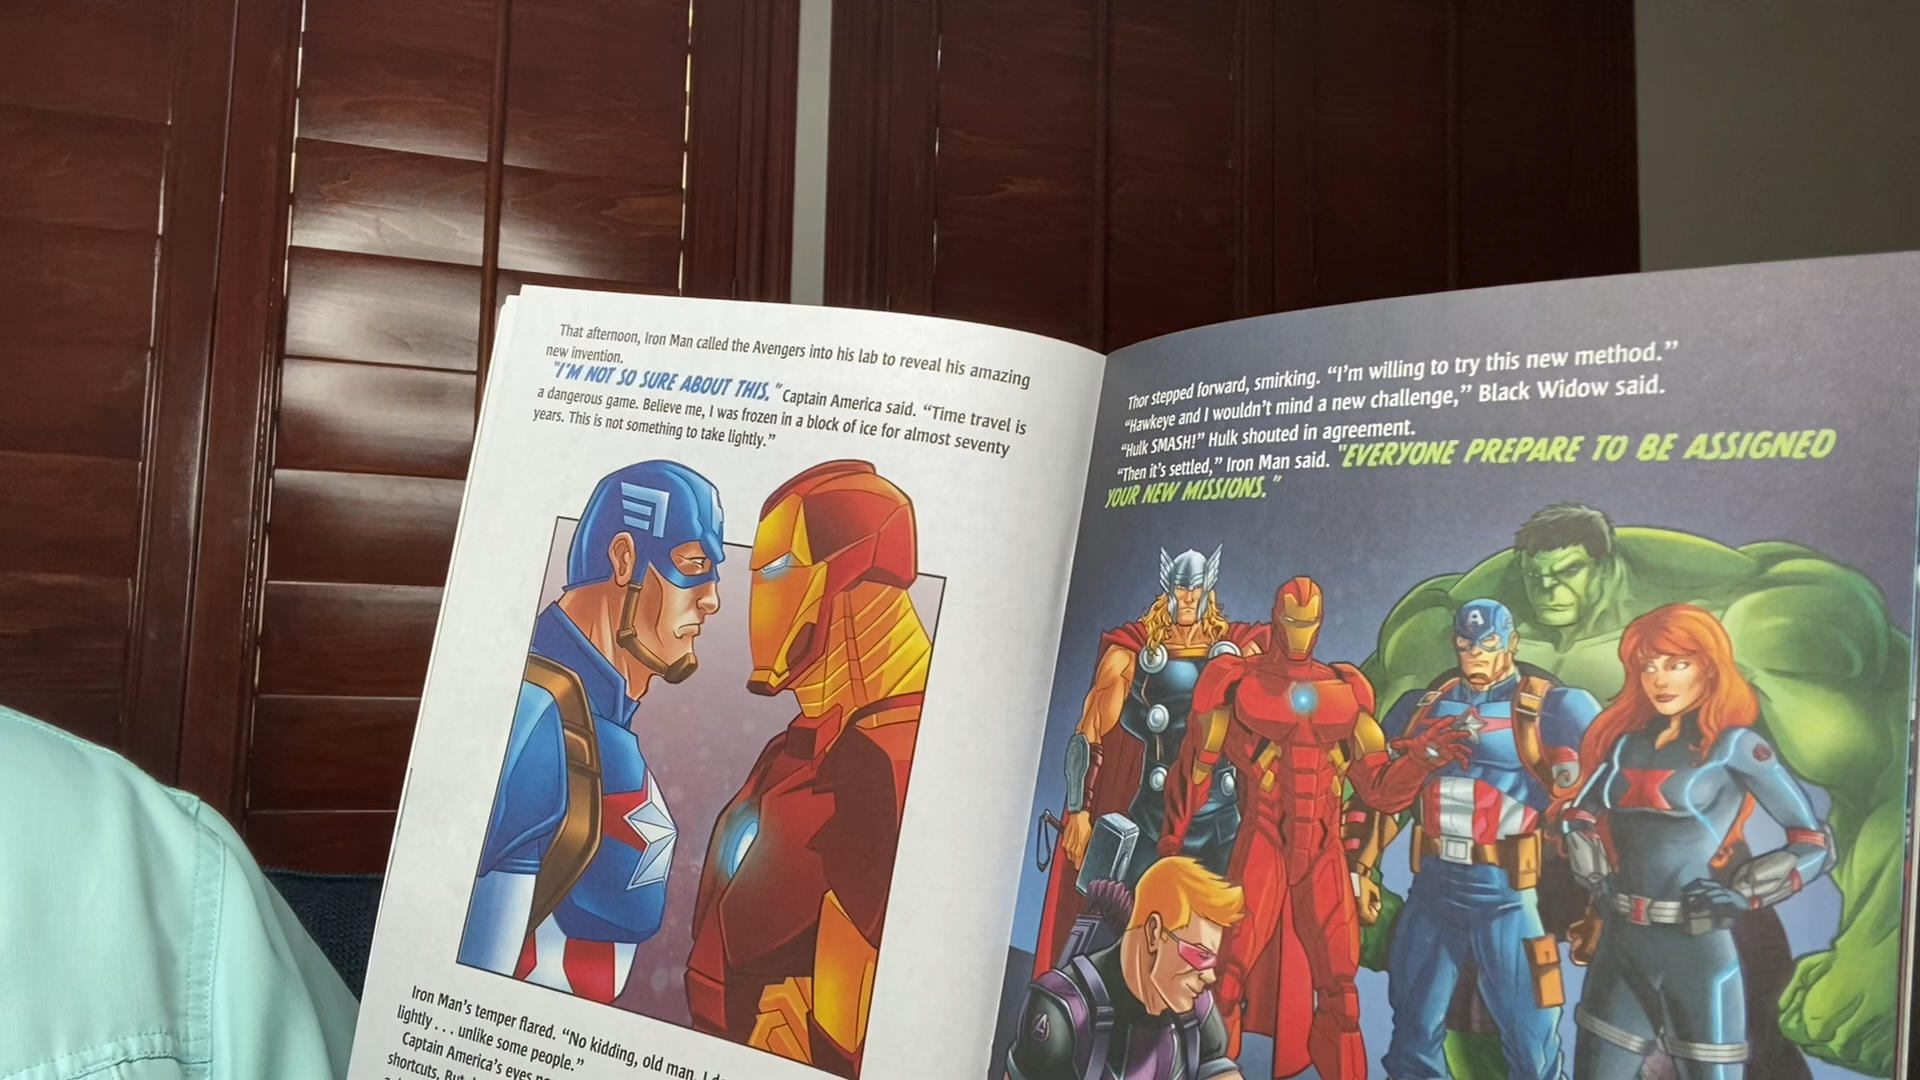 That afternoon, Iron Man called the Avengers into his lab to reveal his amazing
new invention.
"I'M NOT SO SURE ABOUT THIS," Captain America said. “Time travel is
a dangerous game. Believe me, I was frozen in a block of ice for almost seventy
years. This is not something to take lightly.”
Iron Man’s temper flared. “No kidding, old man. I
lightly . . . unlike some people.”
Captain America’s eyes
shortcuts. But
Thor stepped forward, smirking. “I’m willing to try this new method.”
“Hawkeye and I wouldn’t mind a new challenge,” Black Widow said.
“Hulk SMASH!” Hulk shouted in agreement.
“Then it’s settled,” Iron Man said. "EVERYONE PREPARE TO BE ASSIGNED
YOUR NEW MISSIONS."
A
A